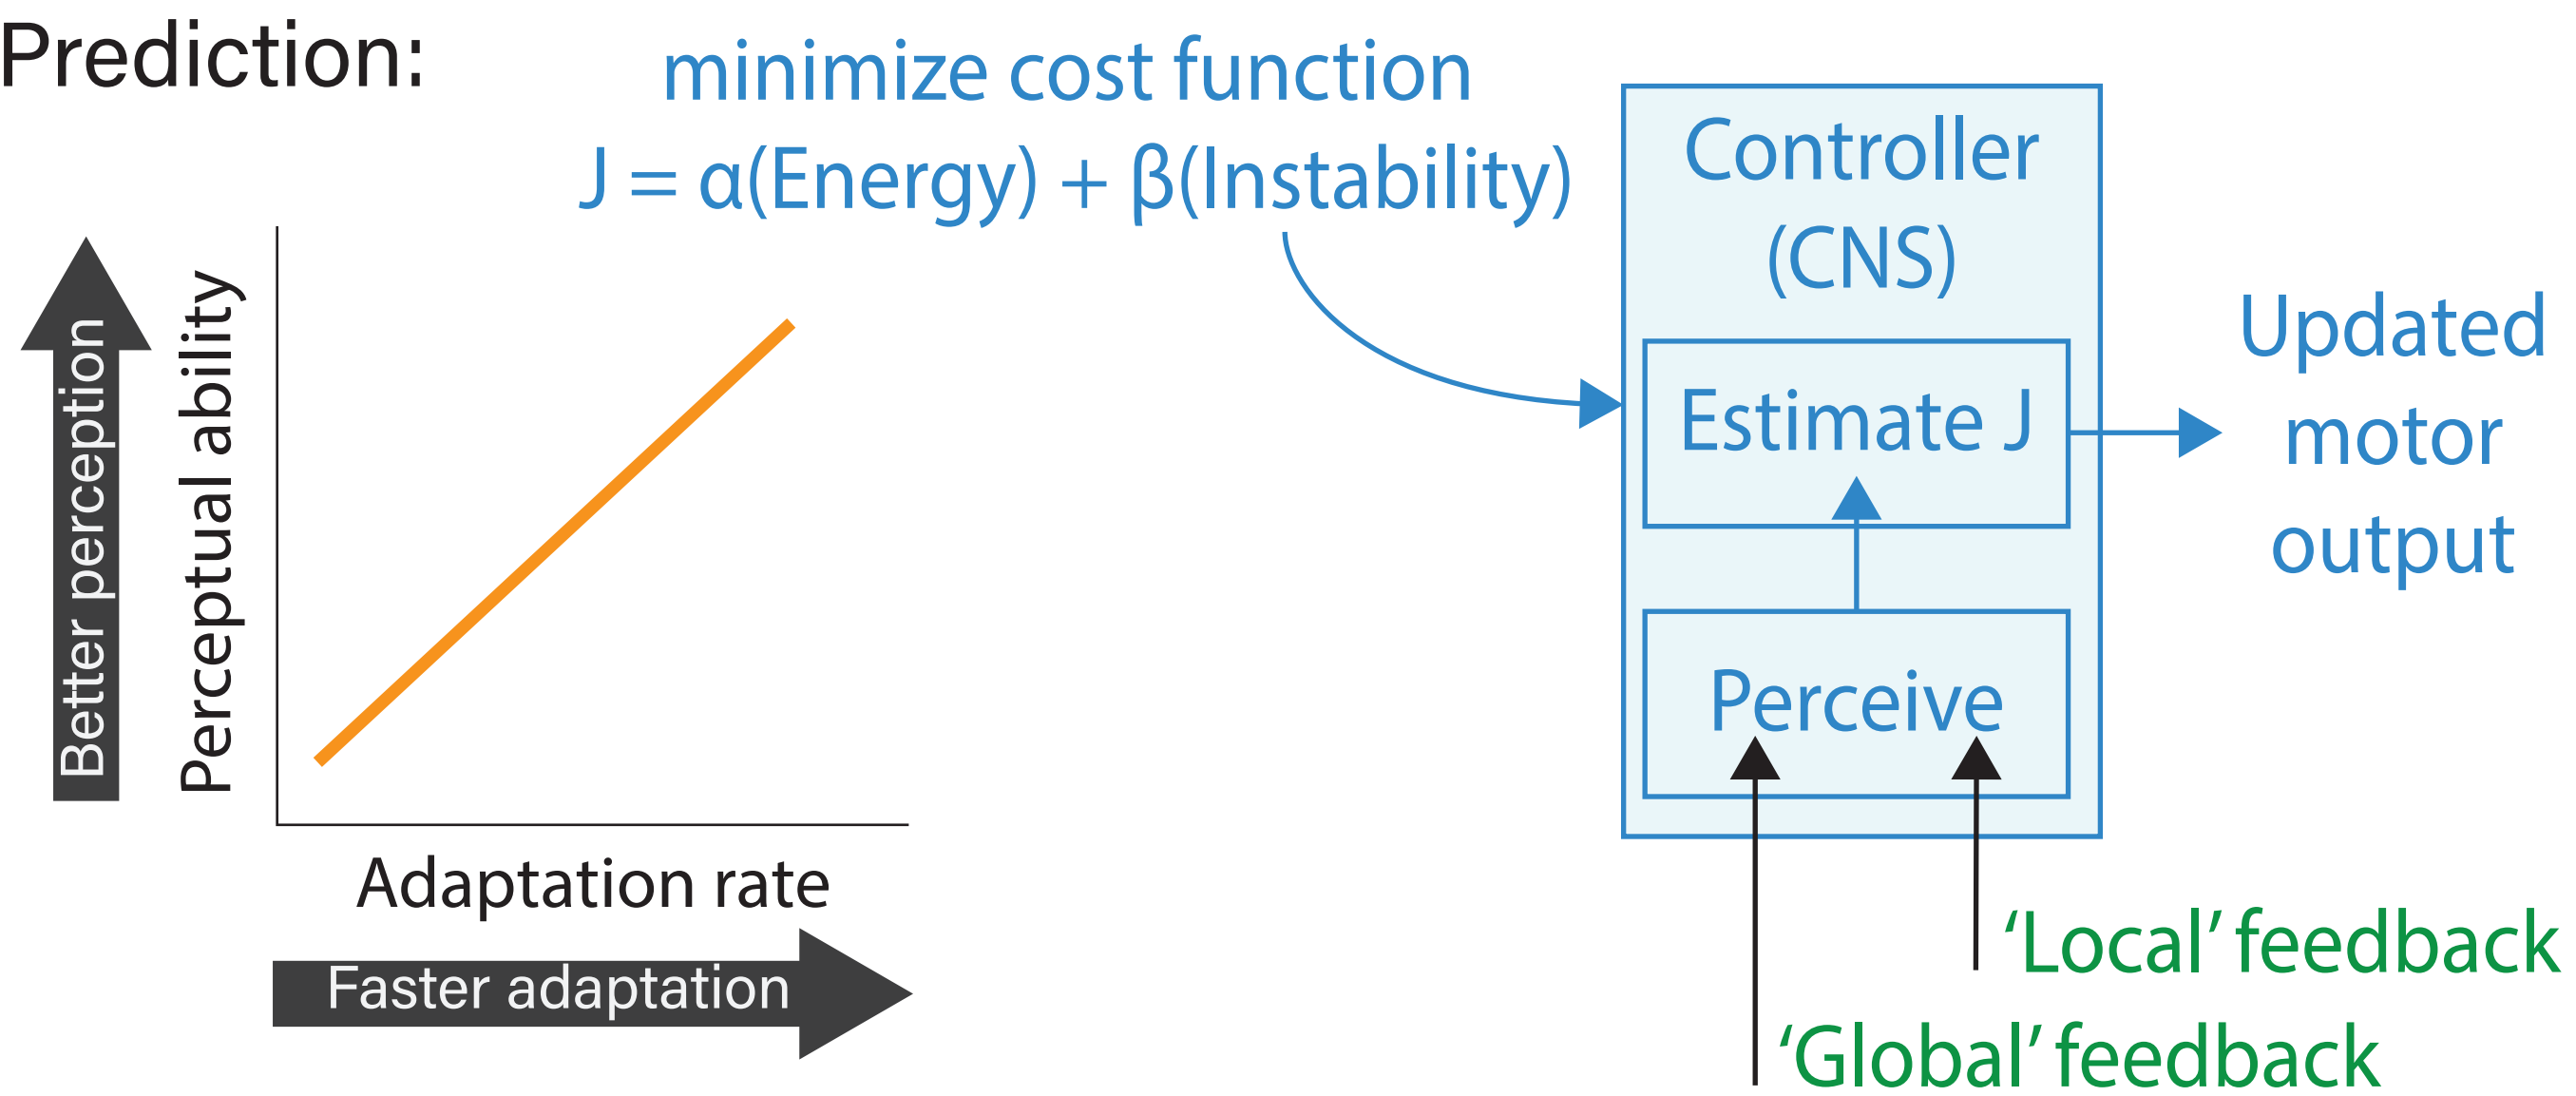 Prediction:
minimize cost function
J = α(Energy) + β(Instability)
Better perception
Perceptual ability
Adaptation rate
Faster adaptation
Controller
(CNS)
Estimate J
Perceive
Updated
motor
output
‘Local’ feedback
‘Global’ feedback